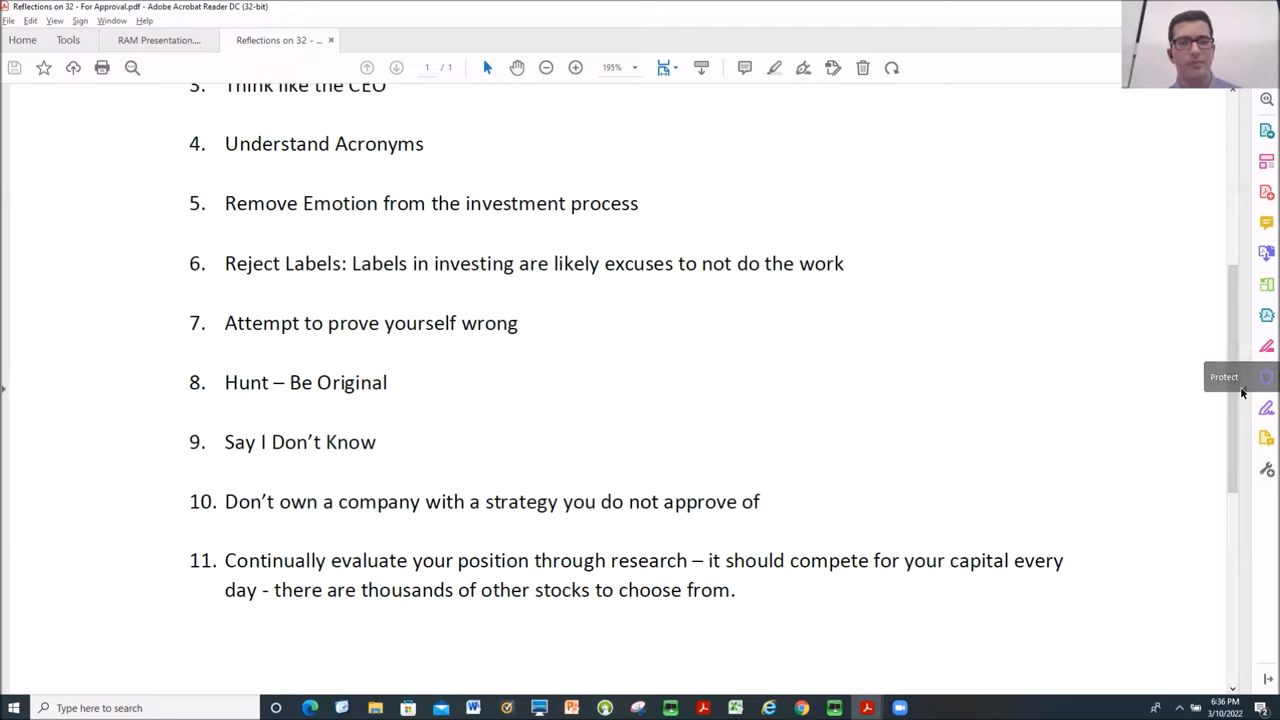 Reflections on 32 - For Approval.pdf - Adobe Acrobat Reader DC (32-bit)
File Edit View Sign Window Help
Home Tools RAM Presentation.... Reflections on 32 - ... ×
1 / 1 195%
3. Think like the CEO
4. Understand Acronyms
5. Remove Emotion from the investment process
6. Reject Labels: Labels in investing are likely excuses to not do the work
7. Attempt to prove yourself wrong
Protect
8. Hunt – Be Original
9. Say I Don’t Know
10. Don’t own a company with a strategy you do not approve of
11. Continually evaluate your position through research – it should compete for your capital every
day - there are thousands of other stocks to choose from.
Type here to search
6:36 PM
3/10/2022